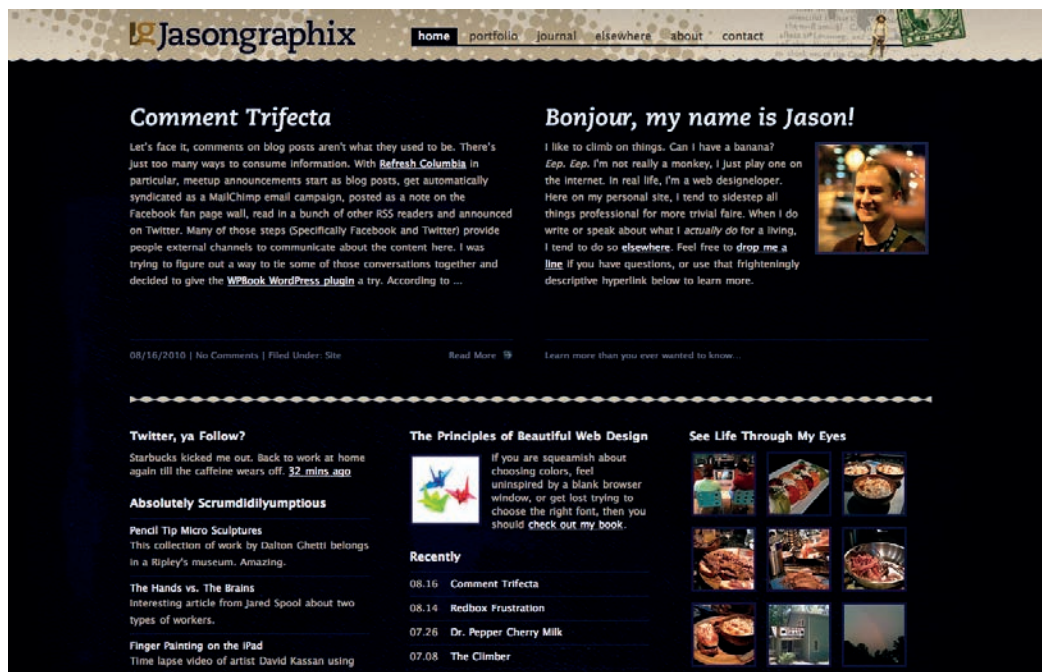 Jasongraphix
home portfolio journal elsewhere about contact
Comment Trifecta
Let's face it, comments on blog posts aren't what they used to be. There's
just too many ways to consume information. With Refresh Columbia in
particular, meetup announcements start as blog posts, get automatically
syndicated as a MailChimp email campaign, posted as a note on the
Facebook fan page wall, read in a bunch of other RSS readers and announced
on Twitter. Many of those steps (Specifically Facebook and Twitter) provide
people external channels to communicate about the content here. I was
trying to figure out a way to tie some of those conversations together and
decided to give the WPBook WordPress plugin a try. According to ...
08/16/2010 | No Comments | Filed Under: Site
Read More
Bonjour, my name is Jason!
I like to climb on things. Can I have a banana?
Eep. Eep. I'm not really a monkey, I just play one on
the internet. In real life, I'm a web designeloper.
Here on my personal site, I tend to sidestep all
things professional for more trivial faire. When I do
write or speak about what I actually do for a living,
I tend to do so elsewhere. Feel free to drop me a
line if you have questions, or use that frighteningly
descriptive hyperlink below to learn more.
Learn more than you ever wanted to know...
Twitter, ya Follow?
Starbucks kicked me out. Back to work at home
again till the caffeine wears off. 32 mins ago
Absolutely Scrumdidilyumptious
Pencil Tip Micro Sculptures
This collection of work by Dalton Ghetti belongs
in a Ripley's museum. Amazing.
The Hands vs. The Brains
Interesting article from Jared Spool about two
types of workers.
Finger Painting on the iPad
Time lapse video of artist David Kassan using
The Principles of Beautiful Web Design
If you are squeamish about
choosing colors, feel
uninspired by a blank browser
window, or get lost trying to
choose the right font, then you
should check out my book.
Recently
08.16 Comment Trifecta
08.14 Redbox Frustration
07.26 Dr. Pepper Cherry Milk
07.08 The Climber
See Life Through My Eyes